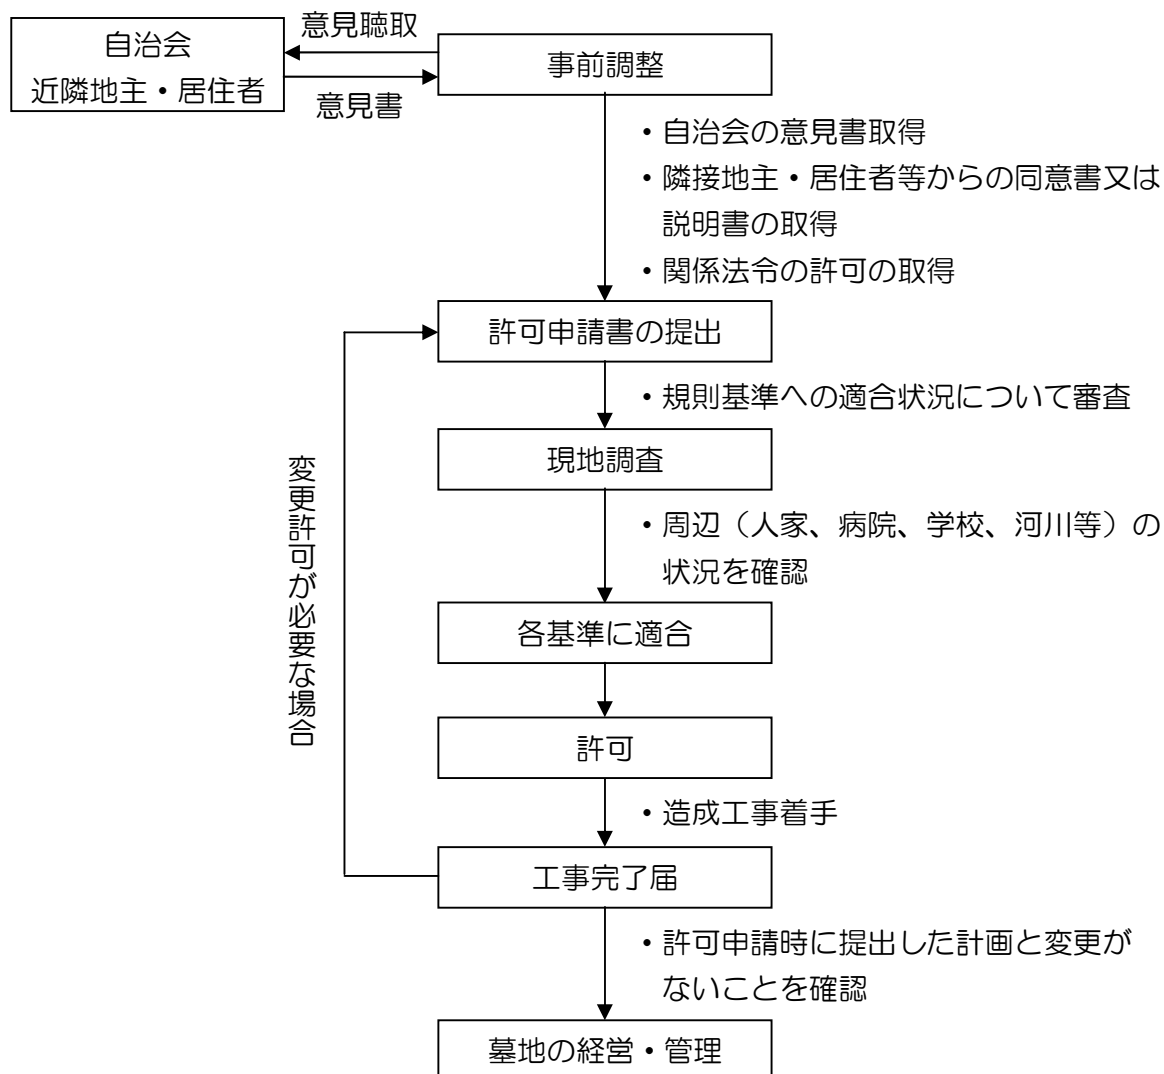 自治会
近隣地主・居住者
意見聴取
意見書
事前調整
・自治会の意見書取得
・隣接地主・居住者等からの同意書又は
説明書の取得
・関係法令の許可の取得
許可申請書の提出
・規則基準への適合状況について審査
現地調査
・周辺（人家、病院、学校、河川等）の
状況を確認
各基準に適合
許可
・造成工事着手
変更許可が必要な場合
工事完了届
・許可申請時に提出した計画と変更が
ないことを確認
墓地の経営・管理